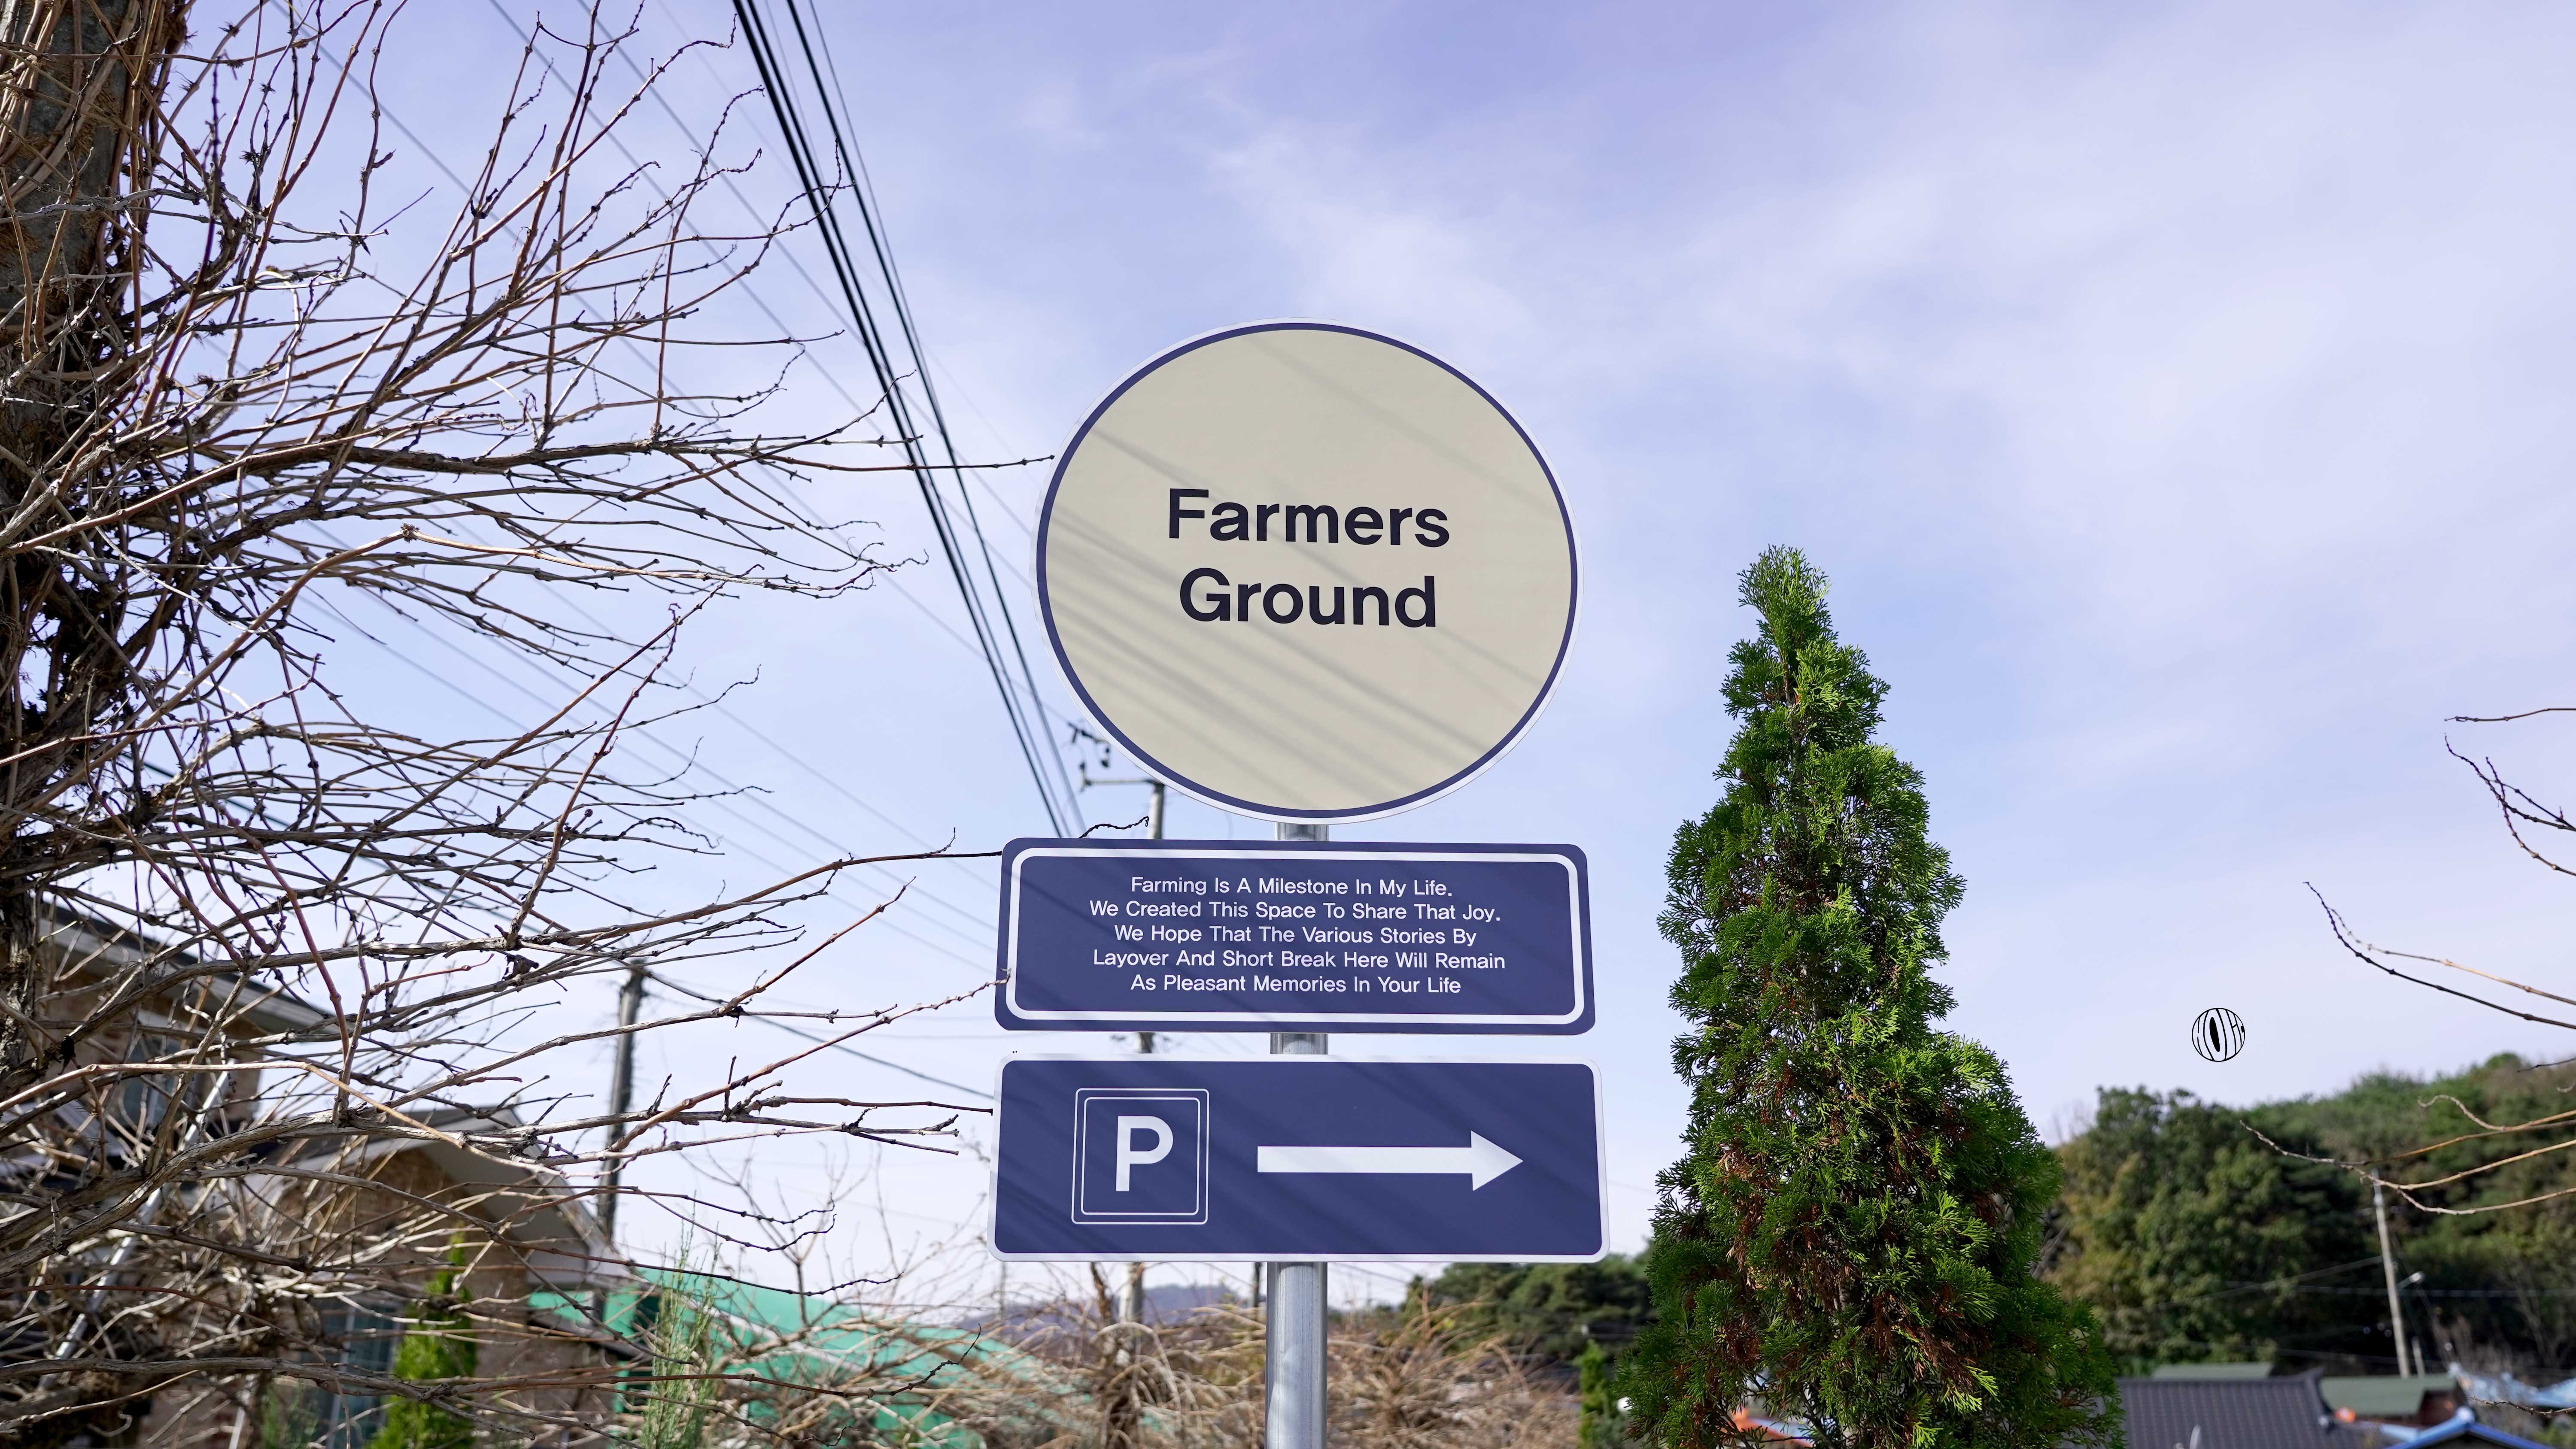 Farmers
Ground
Farming Is A Milestone In My Life.
We Created This Space To Share That Joy.
We Hope That The Various Stories By
Layover And Short Break Here Will Remain
As Pleasant Memories In Your Life
P